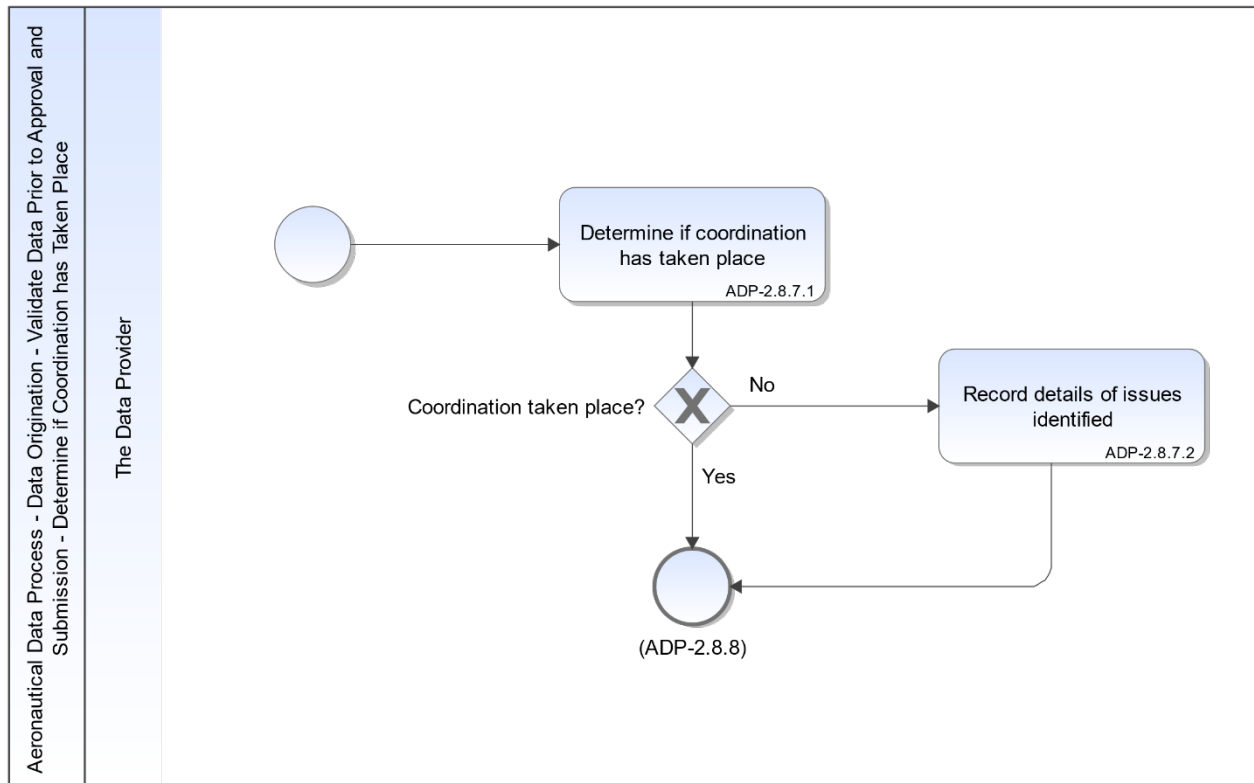 Aeronautical Data Process - Data Origination - Validate Data Prior to Approval and
Submission - Determine if Coordination has Taken Place
The Data Provider
Determine if coordination
has taken place
ADP-2.8.7.1
Coordination taken place?
No
Record details of issues
identified
ADP-2.8.7.2
Yes
(ADP-2.8.8)